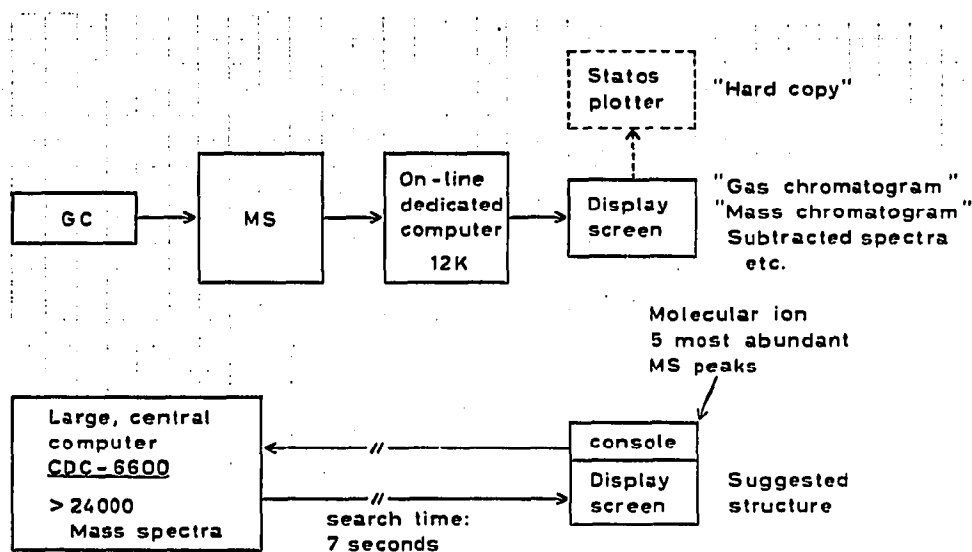 Statos
plotter
"Hard copy"
GC
MS
On-line
dedicated
computer
12K
Display
screen
"Gas chromatogram"
"Mass chromatogram"
Subtracted spectra
etc.
Molecular ion
5 most abundant
MS peaks
Large, central
computer
CDC-6600
> 24000
Mass spectra
search time:
7 seconds
console
Display
screen
Suggested
structure